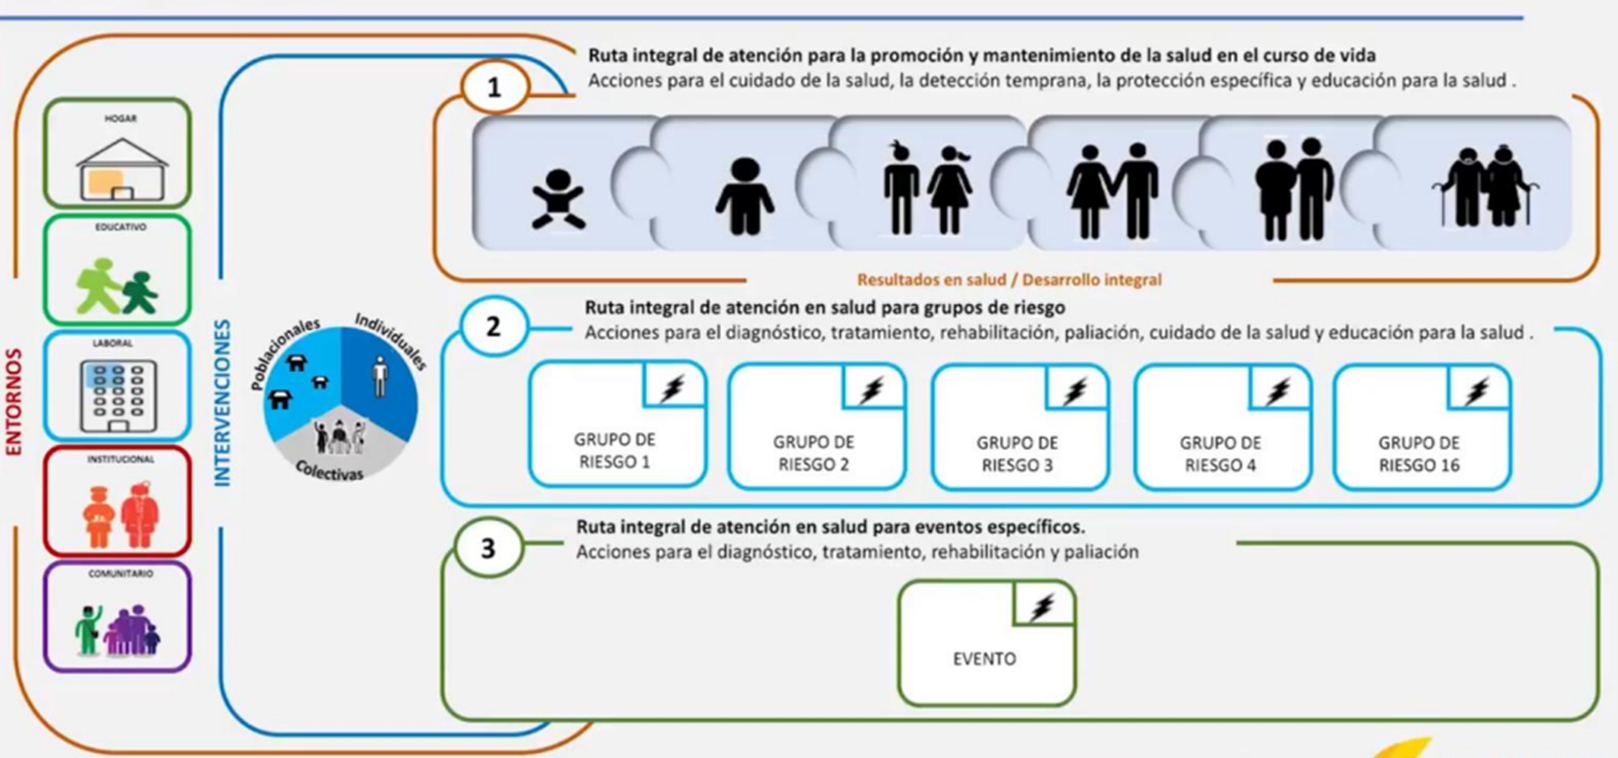 ENTORNOS
HOGAR
EDUCATIVO
LABORAL
INSTITUCIONAL
COMUNITARIO
INTERVENCIONES
Poblacionales
Individuales
Colectivas
1
Ruta integral de atención para la promoción y mantenimiento de la salud en el curso de vida
Acciones para el cuidado de la salud, la detección temprana, la protección específica y educación para la salud .
Resultados en salud / Desarrollo integral
2
Ruta integral de atención en salud para grupos de riesgo
Acciones para el diagnóstico, tratamiento, rehabilitación, paliación, cuidado de la salud y educación para la salud .
GRUPO DE
RIESGO 1
GRUPO DE
RIESGO 2
GRUPO DE
RIESGO 3
GRUPO DE
RIESGO 4
GRUPO DE
RIESGO 16
3
Ruta integral de atención en salud para eventos específicos.
Acciones para el diagnóstico, tratamiento, rehabilitación y paliación
EVENTO